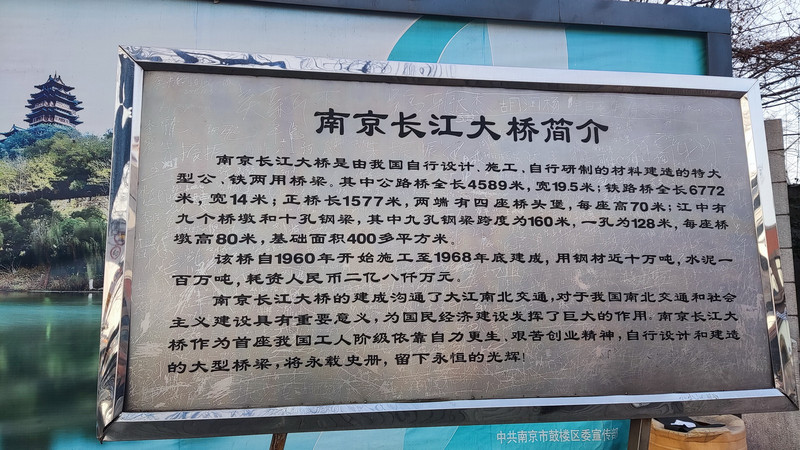 南京长江大桥简介
南京长江大桥是由我国自行设计、施工、自行研制的材料建造的特大
型公、铁两用桥梁。其中公路桥全长4589米，宽19.5米；铁路桥全长6772
米，宽14米；正桥长1577米，两端有四座桥头堡，每座高70米；江中有
九个桥墩和十孔钢梁，其中九孔钢梁跨度为160米，一孔为128米，每座桥
墩高80米，基础面积400多平方米。
该桥自1960年开始施工至1968年底建成，用钢材近十万吨，水泥一
百万吨，耗资人民币二亿八仟万元。
南京长江大桥的建成沟通了大江南北交通，对于我国南北交通和社会
主义建设具有重要意义，为国民经济建设发挥了巨大的作用。南京长江大
桥作为首座我国工人阶级依靠自力更生、艰苦创业精神，自行设计和建造
的大型桥梁，将永载史册，留下永恒的光辉！
中共南京市鼓楼区委宣传部